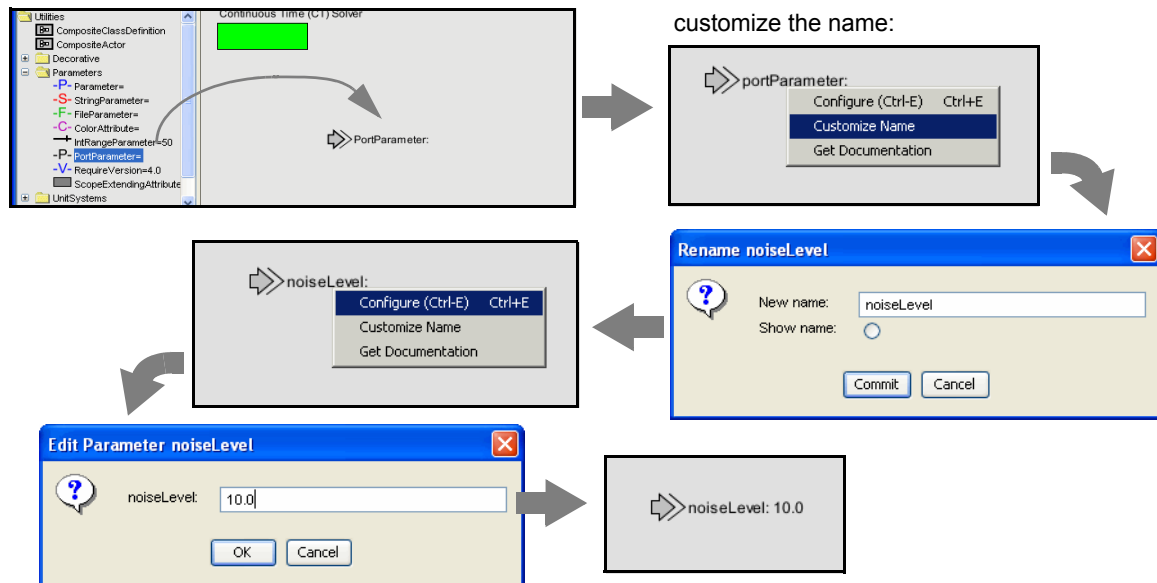 Utilities
CompositeClassDefinition
CompositeActor
Decorative
Parameters
-P- Parameter=
-S- StringParameter=
-F- FileParameter=
-C- ColorAttribute=
IntRangeParameter=50
-P- PortParameter=
-V- RequireVersion=4.0
ScopeExtendingAttribute
UnitSystems
Continuous Time (CT) Solver
PortParameter:
customize the name:
portParameter:
Configure (Ctrl-E) Ctrl+E
Customize Name
Get Documentation
Rename noiseLevel
New name: noiseLevel
Show name:
Commit Cancel
noiseLevel:
Configure (Ctrl-E) Ctrl+E
Customize Name
Get Documentation
Edit Parameter noiseLevel
noiseLevel: 10.0
OK Cancel
noiseLevel: 10.0